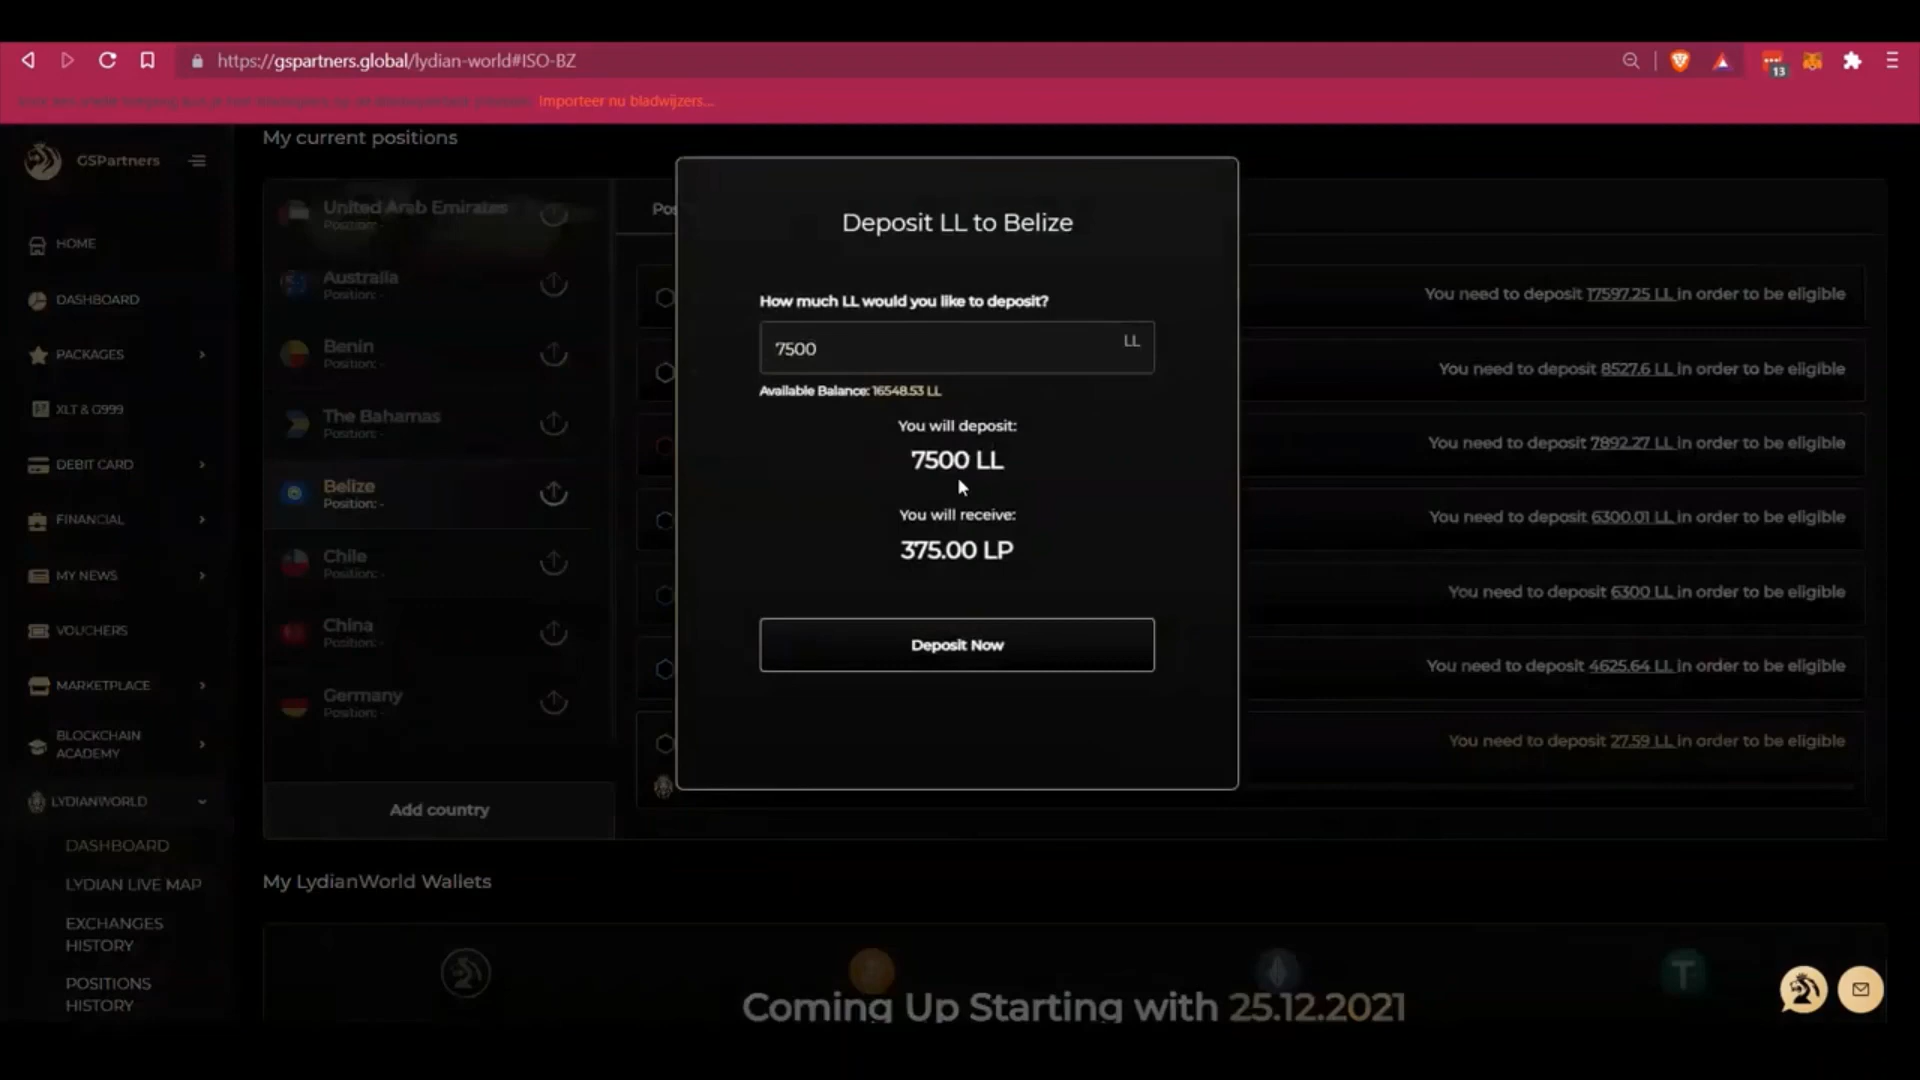 https://gspartners.global/lydian-world#ISO-BZ
13
Importeer nu bladwijzers...
GSPartners
HOME
DASHBOARD
PACKAGES
XLT & G999
DEBIT CARD
FINANCIAL
MY NEWS
VOUCHERS
MARKETPLACE
BLOCKCHAIN
ACADEMY
LYDIANWORLD
DASHBOARD
LYDIAN LIVE MAP
EXCHANGES
HISTORY
POSITIONS
HISTORY
My current positions
United Arab Emirates
Position: -
Australia
Position: -
Benin
Position: -
The Bahamas
Position: -
Belize
Position: -
Chile
Position: -
China
Position: -
Germany
Position: -
Add country
Pos
Deposit LL to Belize
How much LL would you like to deposit?
7500 LL
Available Balance: 16548.53 LL
You will deposit:
7500 LL
You will receive:
375.00 LP
Deposit Now
You need to deposit 17597.25 LL in order to be eligible
You need to deposit 8527.6 LL in order to be eligible
You need to deposit 7892.27 LL in order to be eligible
You need to deposit 6300.01 LL in order to be eligible
You need to deposit 6300 LL in order to be eligible
You need to deposit 4625.64 LL in order to be eligible
You need to deposit 27.59 LL in order to be eligible
My LydianWorld Wallets
Coming Up Starting with 25.12.2021